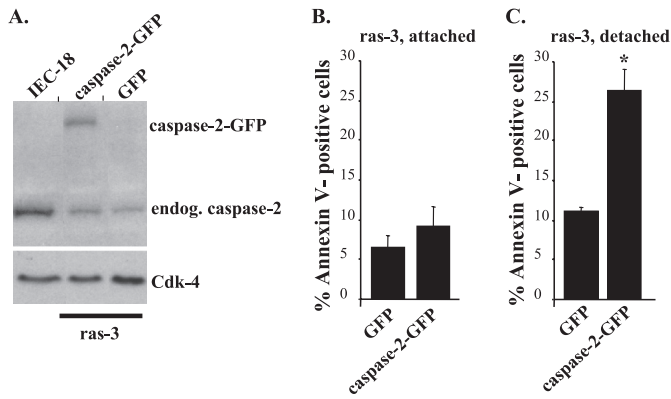 A.
IEC-18
caspase-2-GFP
GFP
caspase-2-GFP
endog. caspase-2
Cdk-4
ras-3
B.
ras-3, attached
% Annexin V- positive cells
30
25
20
15
10
5
0
GFP
caspase-2-GFP
C.
ras-3, detached
% Annexin V- positive cells
30
25
20
15
10
5
0
*
GFP
caspase-2-GFP